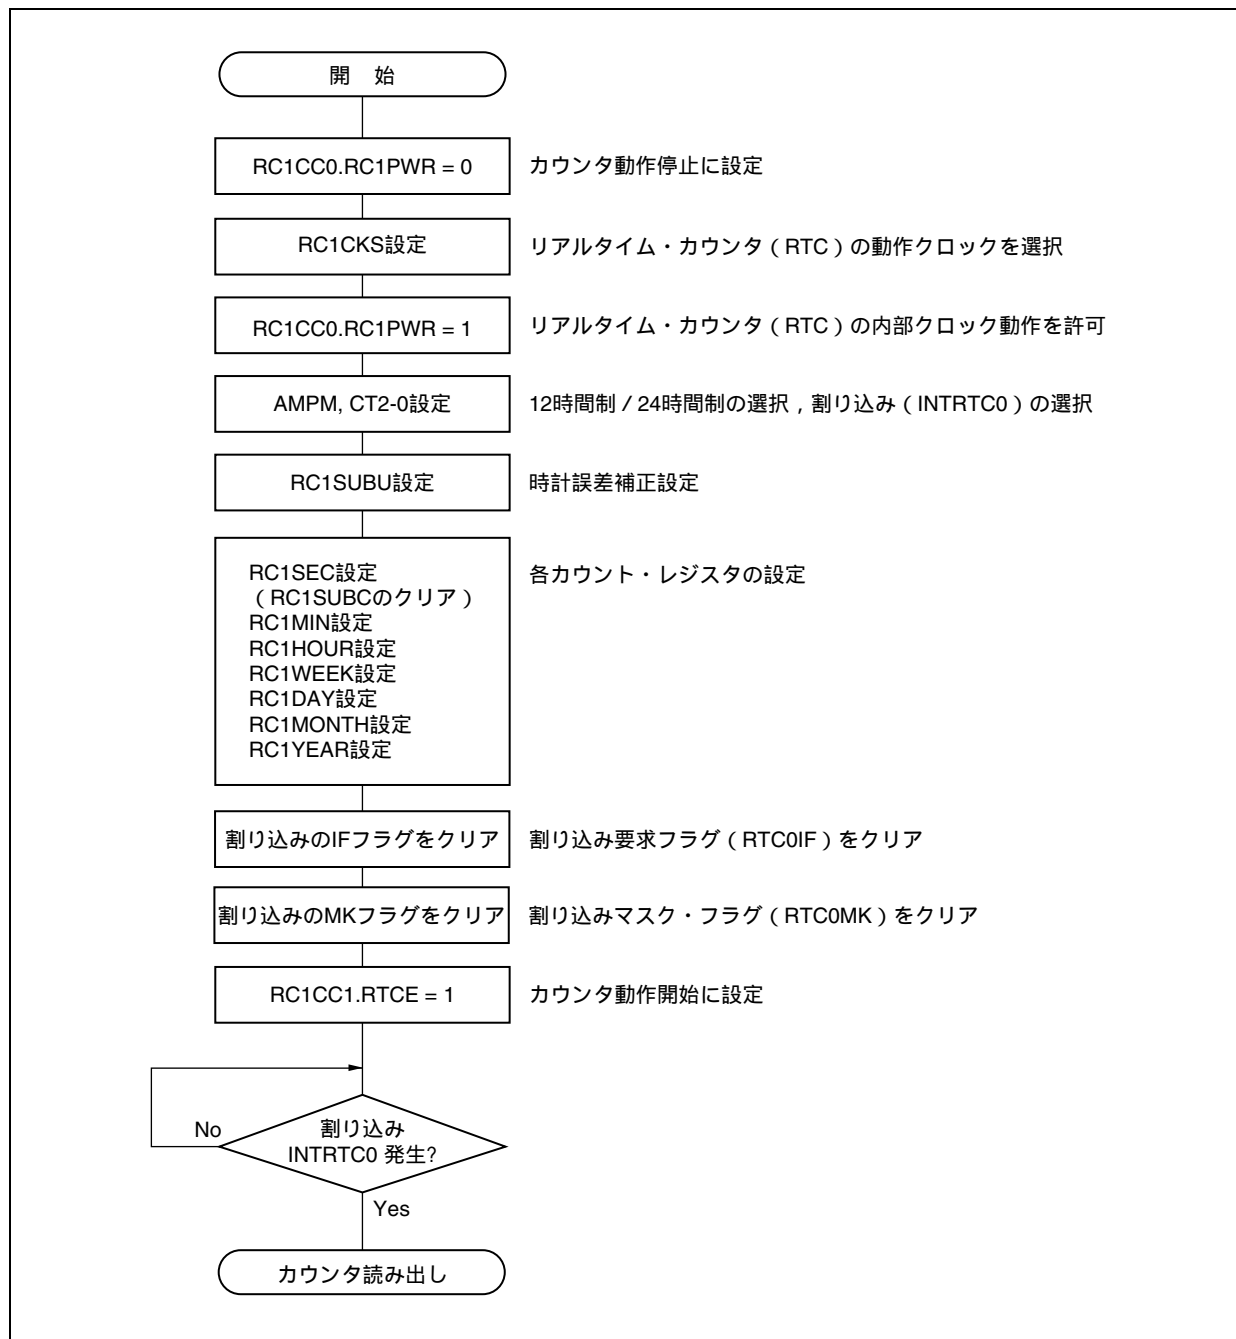 開 始
RC1CC0.RC1PWR = 0
カウンタ動作停止に設定
RC1CKS設定
リアルタイム・カウンタ（RTC）の動作クロックを選択
RC1CC0.RC1PWR = 1
リアルタイム・カウンタ（RTC）の内部クロック動作を許可
AMPM, CT2-0設定
12時間制／24時間制の選択，割り込み（INTRTC0）の選択
RC1SUBU設定
時計誤差補正設定
RC1SEC設定
（RC1SUBCのクリア）
RC1MIN設定
RC1HOUR設定
RC1WEEK設定
RC1DAY設定
RC1MONTH設定
RC1YEAR設定
各カウント・レジスタの設定
割り込みのIFフラグをクリア
割り込み要求フラグ（RTC0IF）をクリア
割り込みのMKフラグをクリア
割り込みマスク・フラグ（RTC0MK）をクリア
RC1CC1.RTCE = 1
カウンタ動作開始に設定
No
割り込み
INTRTC0 発生?
Yes
カウンタ読み出し